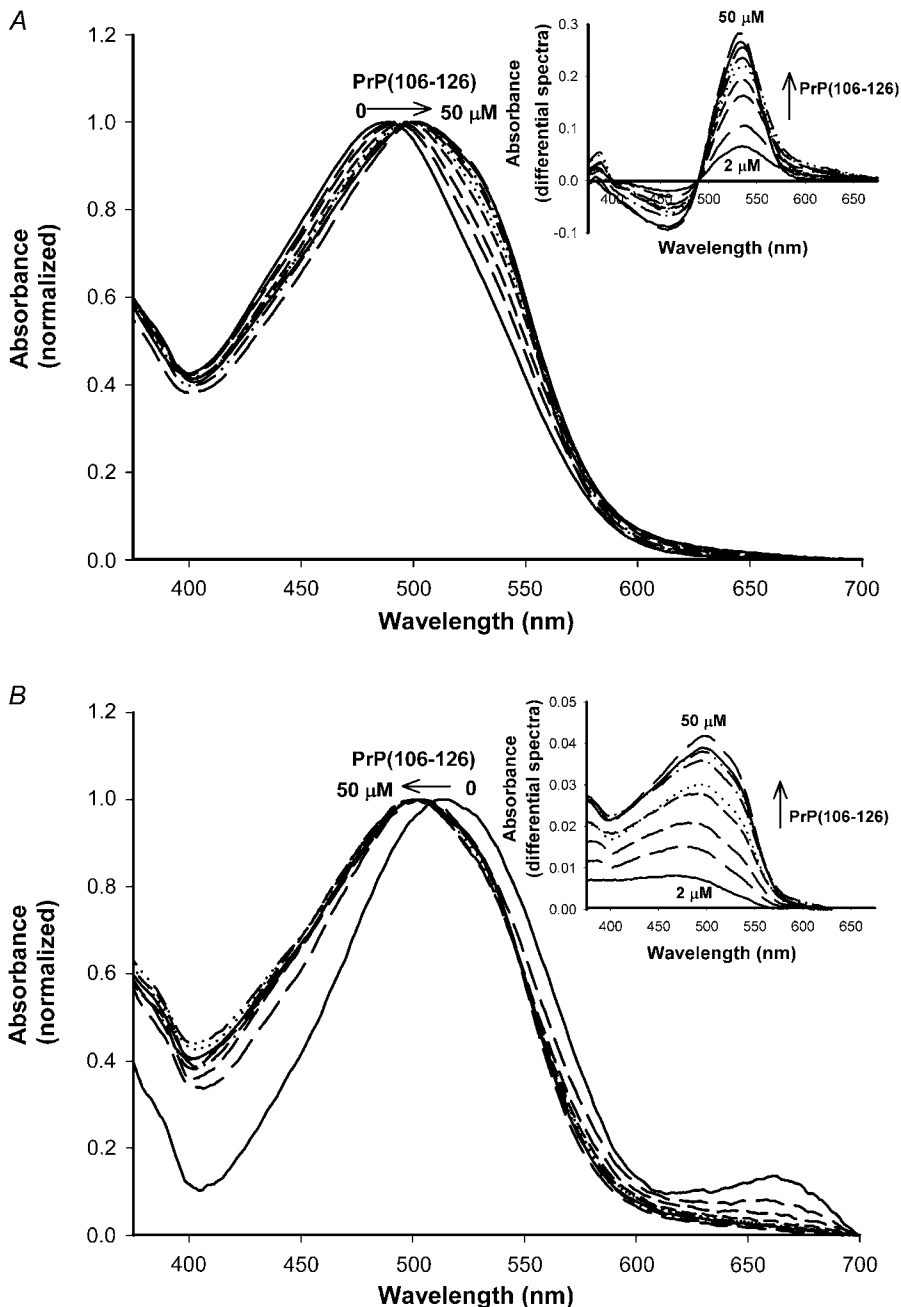 A
1.2
1.0
0.8
0.6
0.4
0.2
0.0
Absorbance
(normalized)
PrP(106-126)
0 50 μM
400 450 500 550 600 650 700
Wavelength (nm)
0.3
0.2
0.1
0.0
-0.1
Absorbance
(differential spectra)
50 μM
PrP(106-126)
2 μM
400 450 500 550 600 650
Wavelength (nm)
B
1.2
1.0
0.8
0.6
0.4
0.2
0.0
Absorbance
(normalized)
PrP(106-126)
50 μM 0
400 450 500 550 600 650 700
Wavelength (nm)
0.05
0.04
0.03
0.02
0.01
0.00
Absorbance
(differential spectra)
50 μM
PrP(106-126)
2 μM
400 450 500 550 600 650
Wavelength (nm)